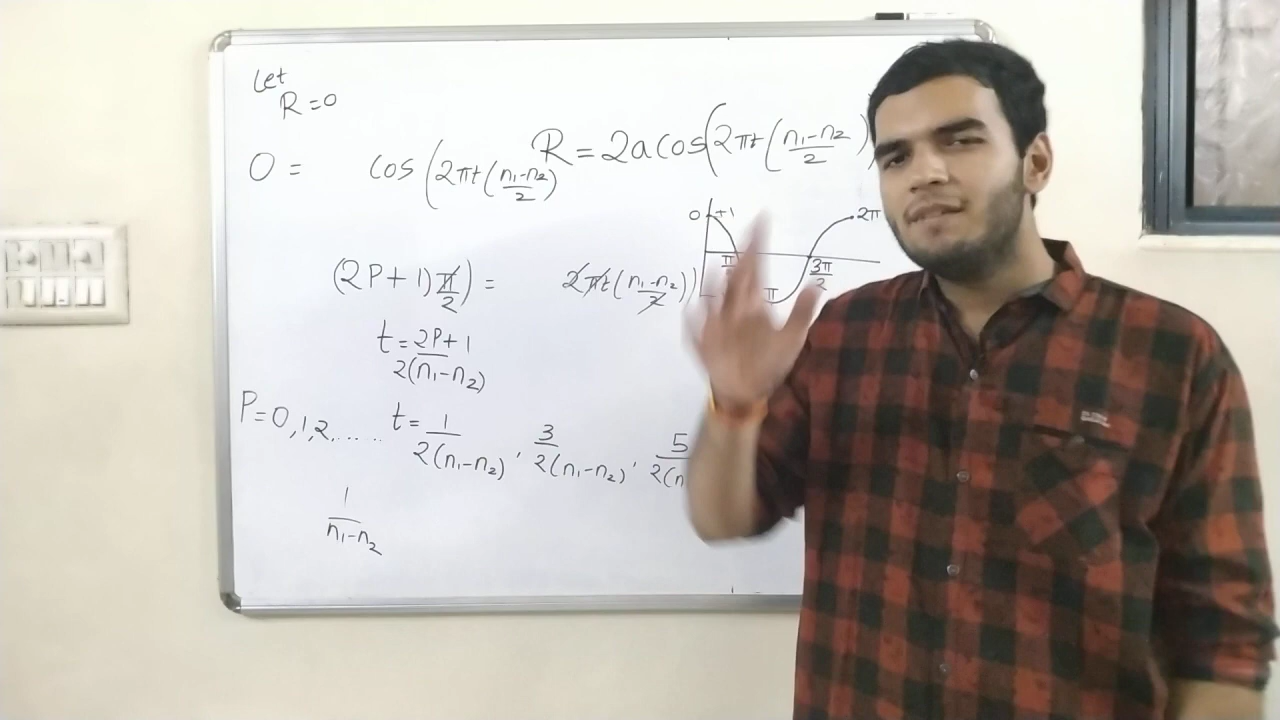 Let
R = 0
R = 2a cos(2πt(n₁-n₂/2)
0 = cos(2πt(n₁-n₂/2)
0 +1 2π
π 3π/2
π
(2P + 1)π/2) = 2πt(n₁-n₂/2))
t = 2P+1/2(n₁-n₂)
P = 0, 1, 2, ...... t = 1/2(n₁-n₂), 3/2(n₁-n₂), 5/2(n
1/n₁-n₂